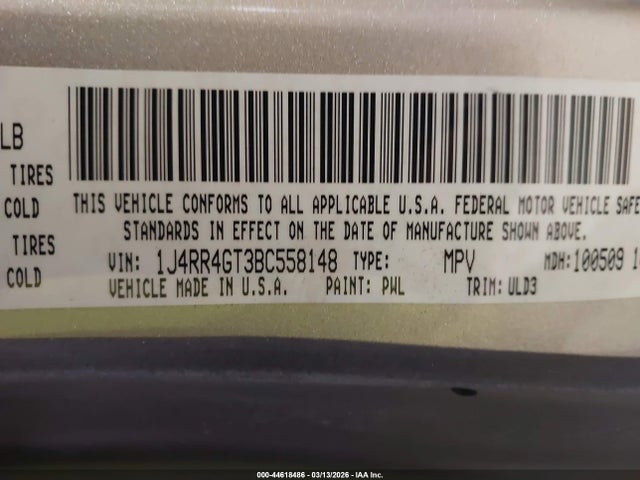 LB
TIRES
COLD
TIRES
COLD
THIS VEHICLE CONFORMS TO ALL APPLICABLE U.S.A. FEDERAL MOTOR VEHICLE SAFE
STANDARDS IN EFFECT ON THE DATE OF MANUFACTURE SHOWN ABOVE.
VIN: 1J4RR4GT3BC558148 TYPE: MPV MDH:100509 1
VEHICLE MADE IN U.S.A. PAINT: PWL TRIM: ULD3
000-44618486 - 03/13/2026 - IAA Inc.